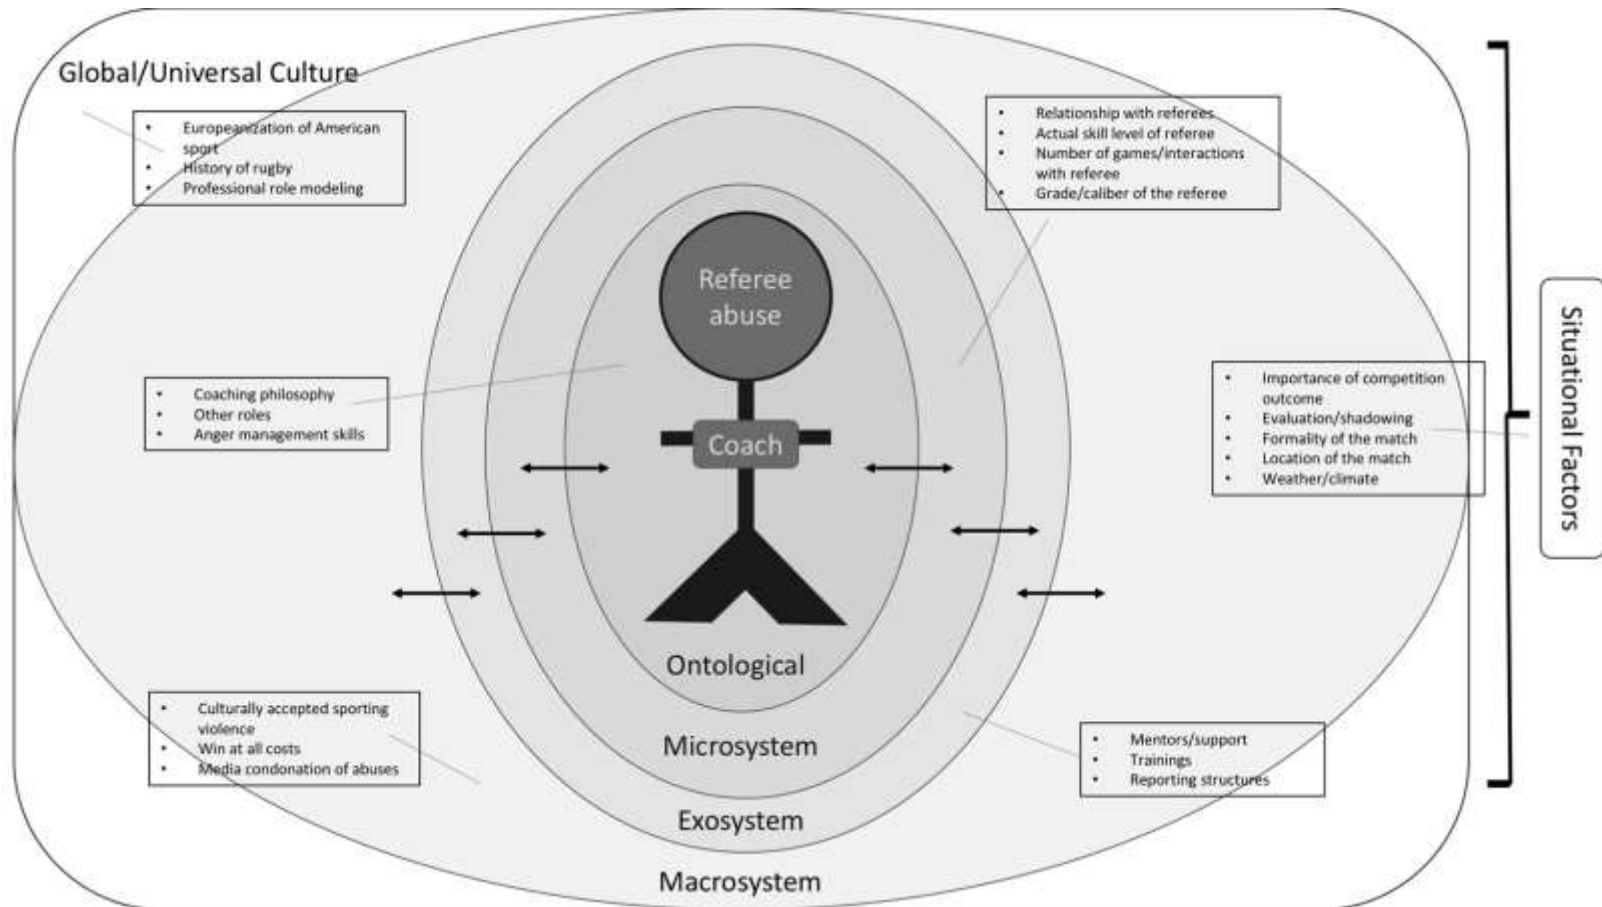 Global/Universal Culture
• Europeanization of American
sport
• History of rugby
• Professional role modeling
• Relationship with referees
• Actual skill level of referee
• Number of games/interactions
with referee
• Grade/caliber of the referee
Referee
abuse
• Coaching philosophy
• Other roles
• Anger management skills
Coach
• Importance of competition
outcome
• Evaluation/shadowing
• Formality of the match
• Location of the match
• Weather/climate
Situational Factors
Ontological
• Culturally accepted sporting
violence
• Win at all costs
• Media condonation of abuses
Microsystem
• Mentors/support
• Trainings
• Reporting structures
Exosystem
Macrosystem